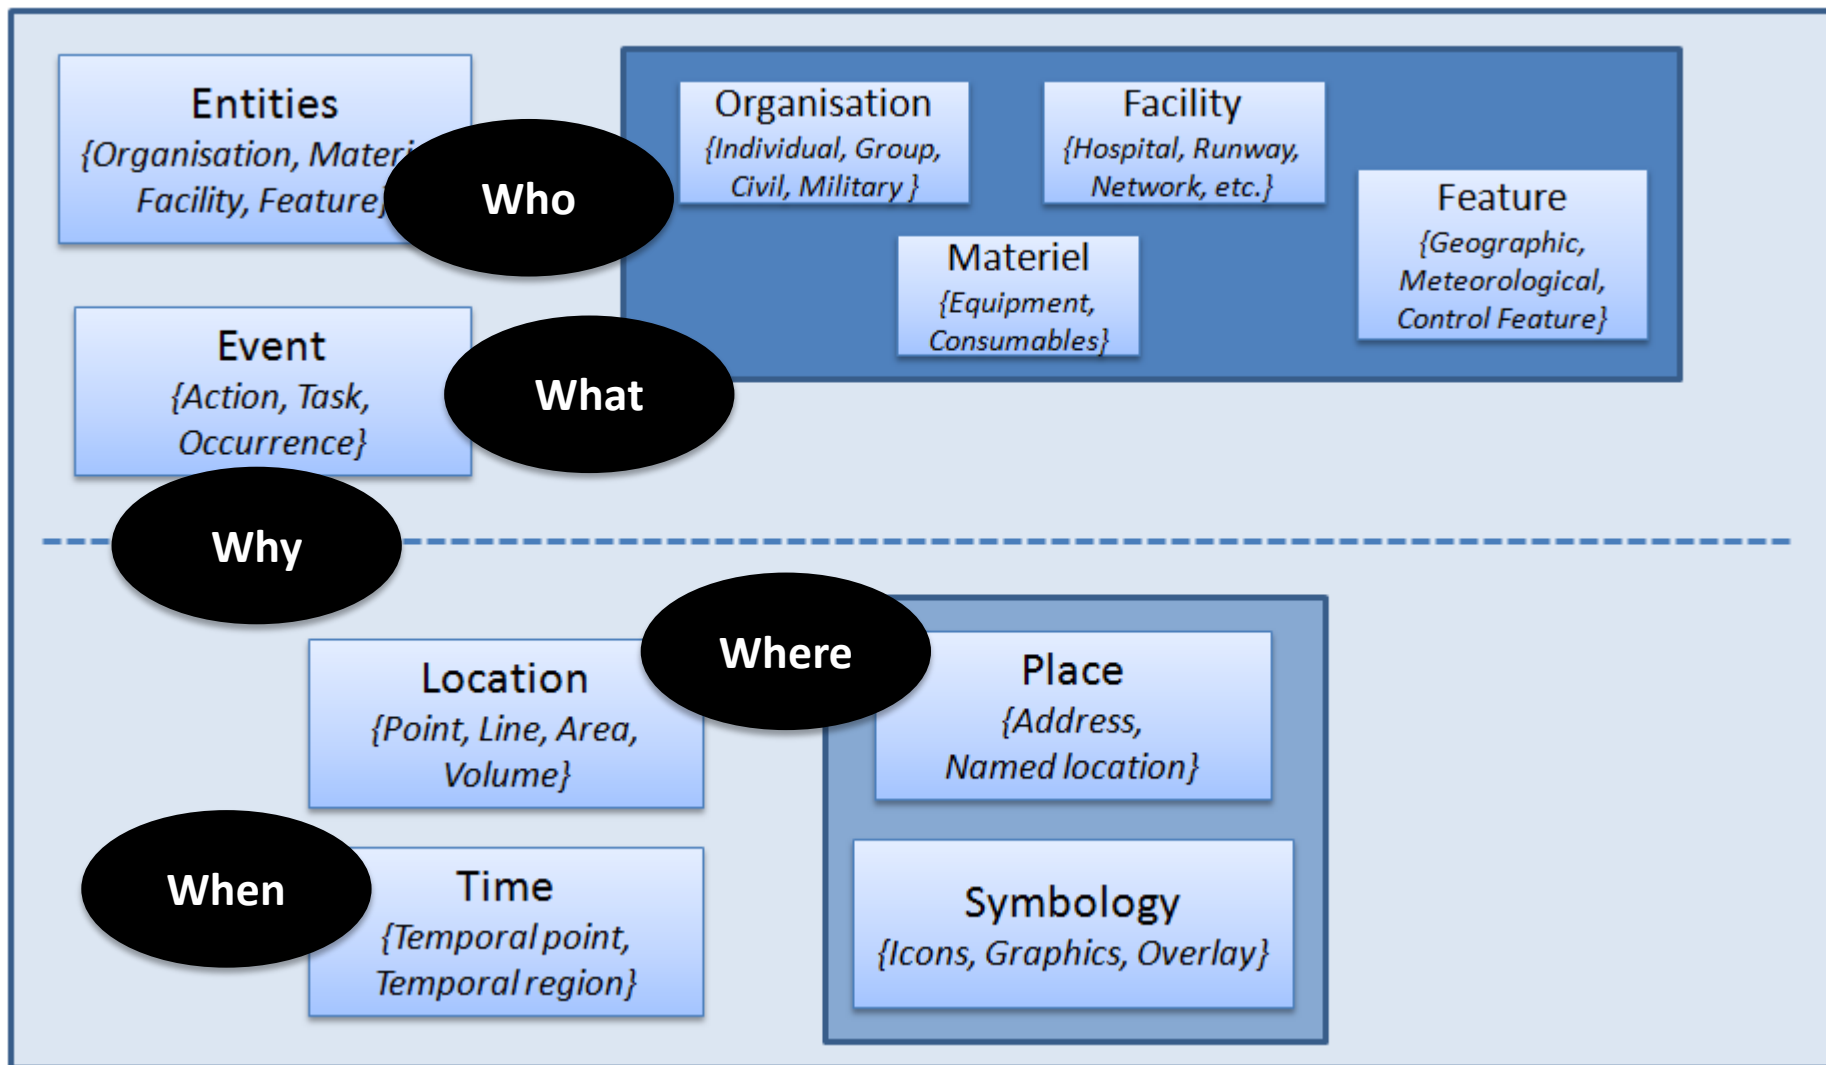 Entities
{Organisation, Materi
Facility, Feature}
Who
Organisation
{Individual, Group,
Civil, Military }
Facility
{Hospital, Runway,
Network, etc.}
Feature
{Geographic,
Meteorological,
Control Feature}
Materiel
{Equipment,
Consumables}
Event
{Action, Task,
Occurrence}
What
Why
Location
{Point, Line, Area,
Volume}
Where
Place
{Address,
Named location}
When
Time
{Temporal point,
Temporal region}
Symbology
{Icons, Graphics, Overlay}